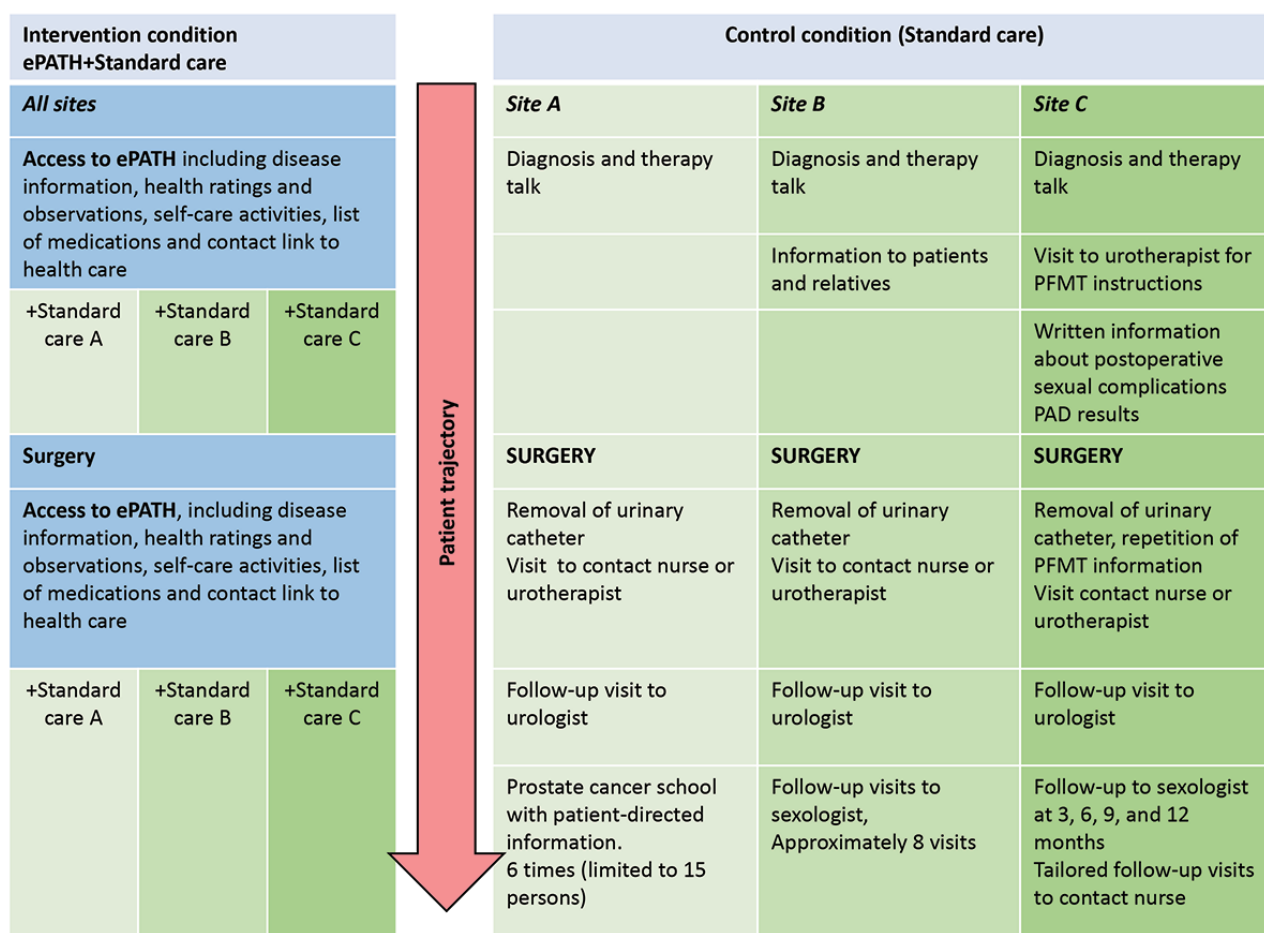 Intervention condition
ePATH+Standard care
All sites
Access to ePATH including disease
information, health ratings and
observations, self-care activities, list
of medications and contact link to
health care
+Standard
care A
+Standard
care B
+Standard
care C
Surgery
Access to ePATH, including disease
information, health ratings and
observations, self-care activities, list
of medications and contact link to
health care
+Standard
care A
+Standard
care B
+Standard
care C
Patient trajectory
Control condition (Standard care)
Site A
Site B
Site C
Diagnosis and therapy
talk
Diagnosis and therapy
talk
Diagnosis and therapy
talk
Information to patients
and relatives
Visit to urotherapist for
PFMT instructions
Written information
about postoperative
sexual complications
PAD results
SURGERY
SURGERY
SURGERY
Removal of urinary
catheter
Visit to contact nurse or
urotherapist
Removal of urinary
catheter
Visit to contact nurse or
urotherapist
Removal of urinary
catheter, repetition of
PFMT information
Visit contact nurse or
urotherapist
Follow-up visit to
urologist
Follow-up visit to
urologist
Follow-up visit to
urologist
Prostate cancer school
with patient-directed
information.
6 times (limited to 15
persons)
Follow-up visits to
sexologist,
Approximately 8 visits
Follow-up to sexologist
at 3, 6, 9, and 12
months
Tailored follow-up visits
to contact nurse